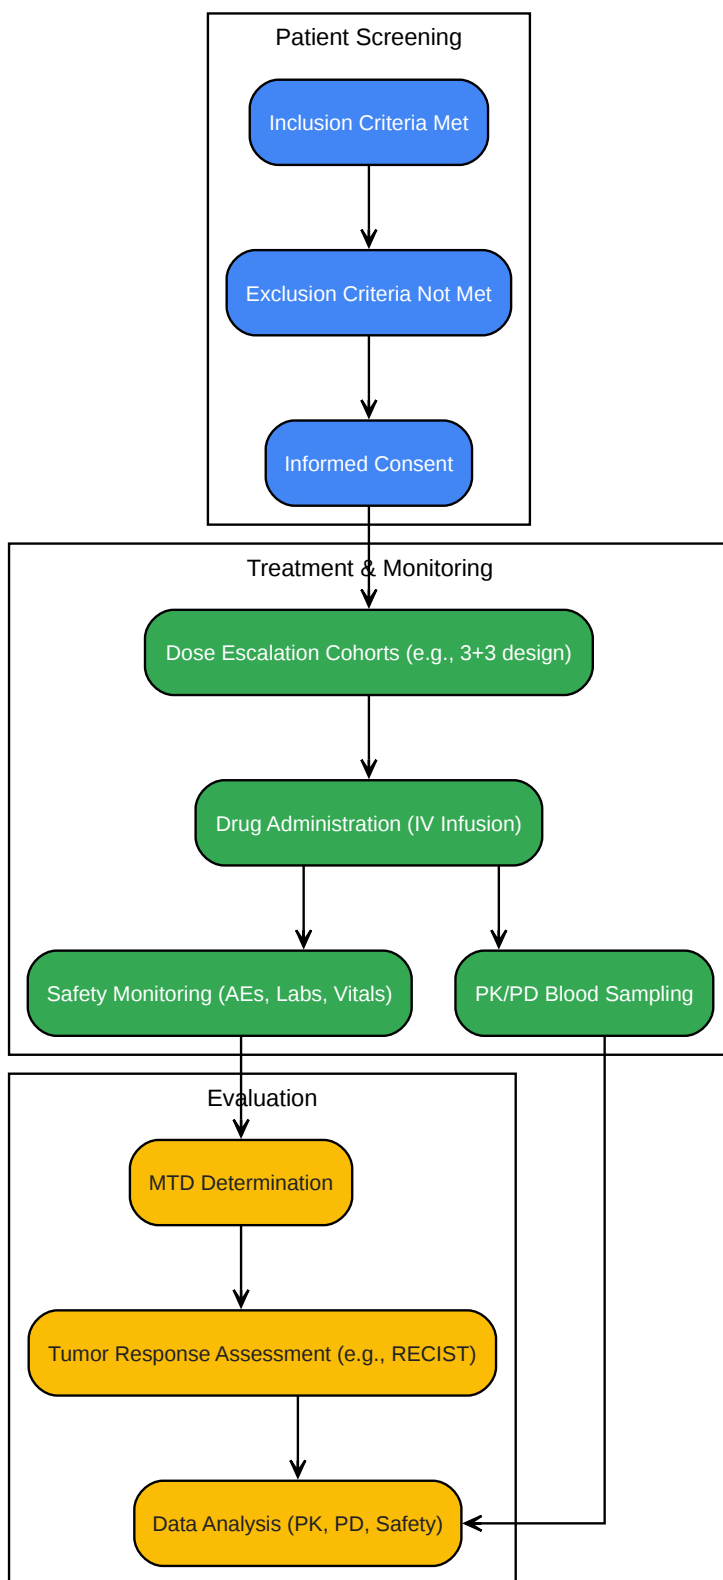 Patient Screening
Inclusion Criteria Met
Exclusion Criteria Not Met
Informed Consent
Treatment & Monitoring
Dose Escalation Cohorts (e.g., 3+3 design)
Drug Administration (IV Infusion)
Safety Monitoring (AEs, Labs, Vitals)
PK/PD Blood Sampling
Evaluation
MTD Determination
Tumor Response Assessment (e.g., RECIST)
Data Analysis (PK, PD, Safety)